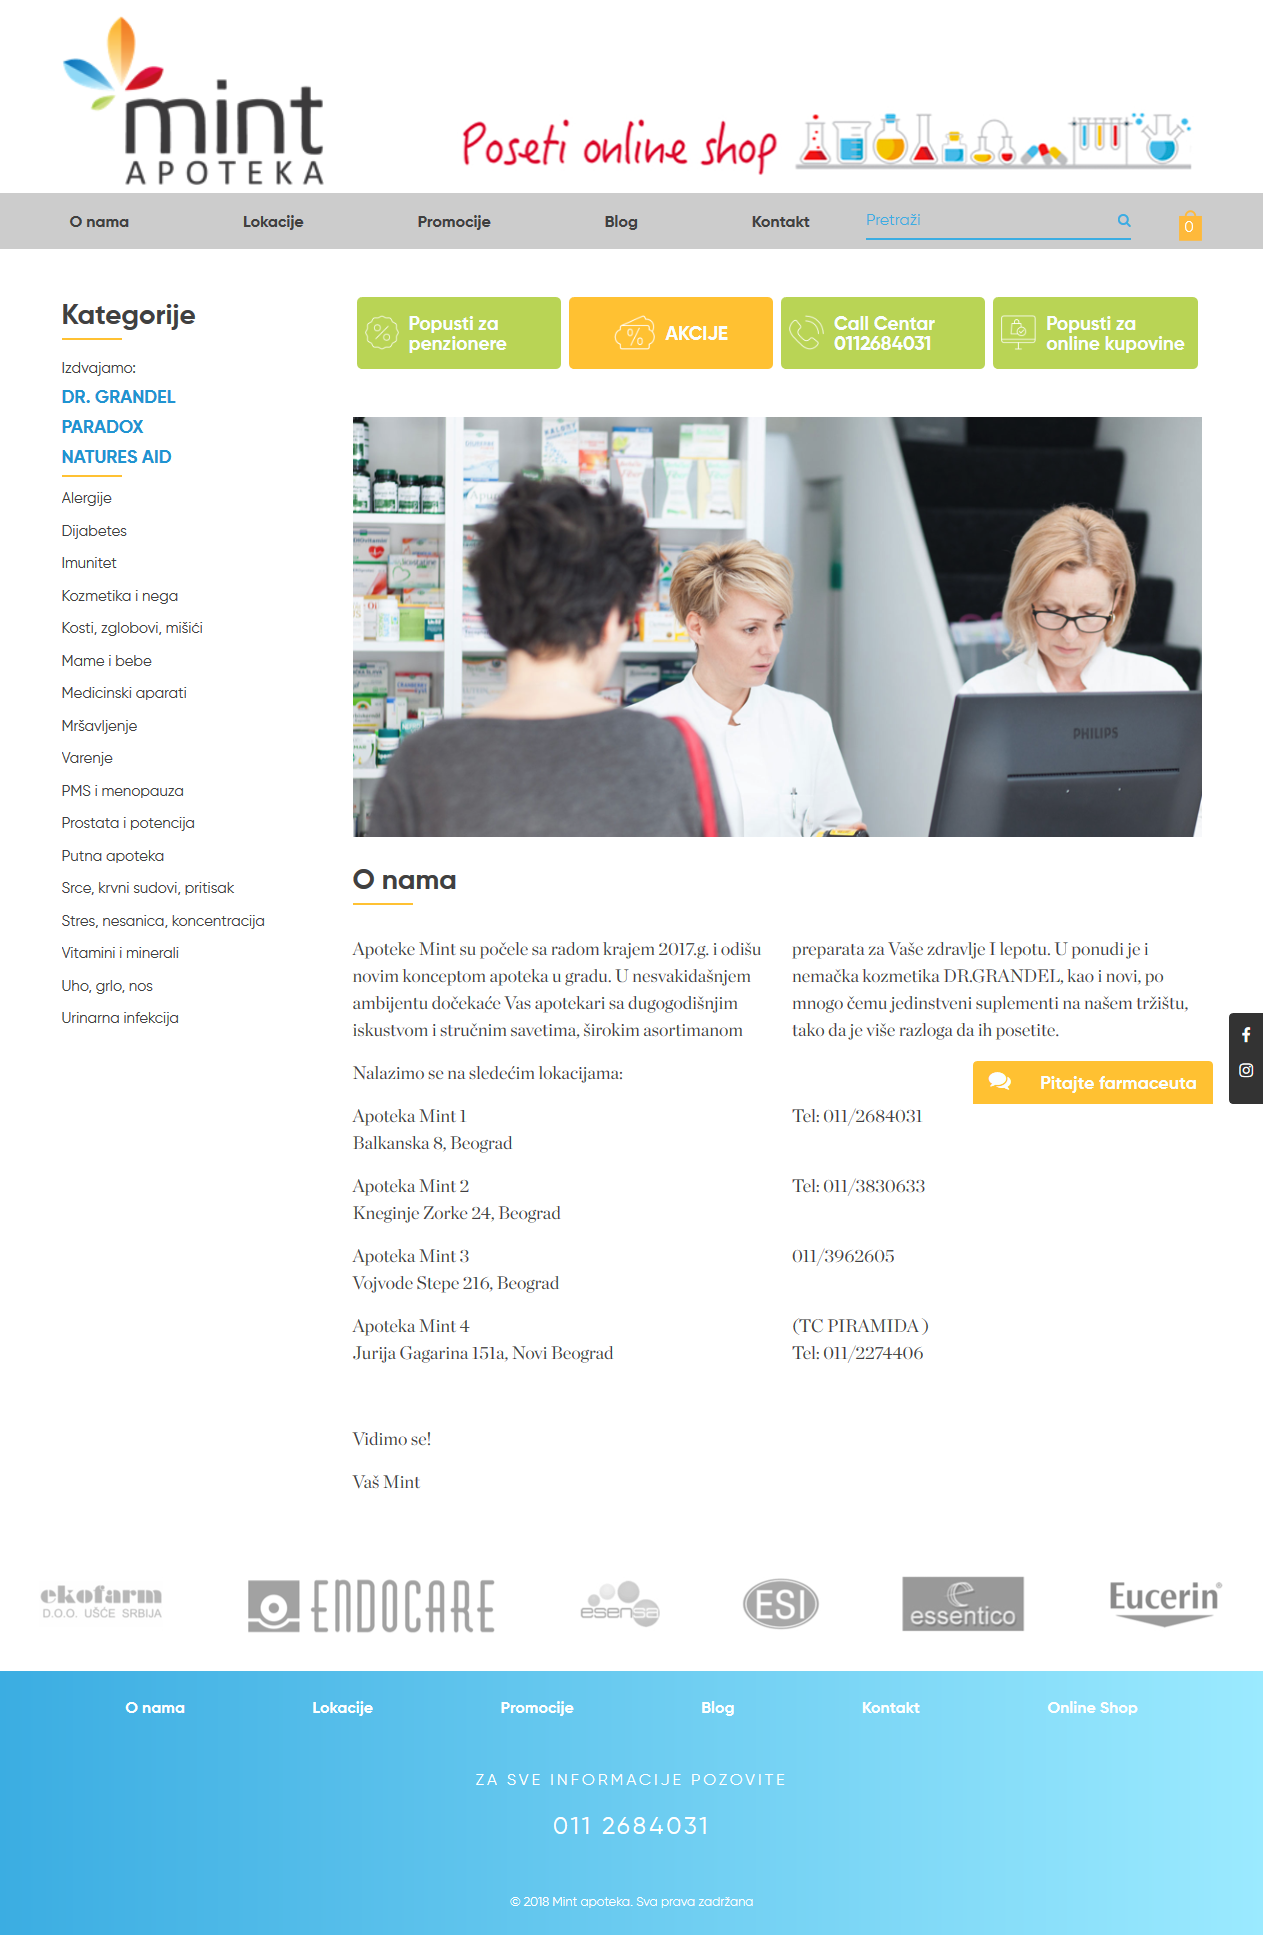 mint
APOTEKA
Poseti online shop
O nama
Lokacije
Promocije
Blog
Kontakt
Pretraži
0
Kategorije
Izdvajamo:
DR. GRANDEL
PARADOX
NATURES AID
Alergije
Dijabetes
Imunitet
Kozmetika i nega
Kosti, zglobovi, mišići
Mame i bebe
Medicinski aparati
Mršavljenje
Varenje
PMS i menopauza
Prostata i potencija
Putna apoteka
Srce, krvni sudovi, pritisak
Stres, nesanica, koncentracija
Vitamini i minerali
Uho, grlo, nos
Urinarna infekcija
Popusti za
penzionere
AKCIJE
Call Centar
0112684031
Popusti za
online kupovine
PHILIPS
O nama
Apoteke Mint su počele sa radom krajem 2017.g. i odišu
novim konceptom apoteka u gradu. U nesvakidašnjem
ambijentu dočekaće Vas apotekari sa dugogodišnjim
iskustvom i stručnim savetima, širokim asortimanom
preparata za Vaše zdravlje I lepotu. U ponudi je i
nemačka kozmetika DR.GRANDEL, kao i novi, po
mnogo čemu jedinstveni suplementi na našem tržištu,
tako da je više razloga da ih posetite.
Nalazimo se na sledećim lokacijama:
Pitajte farmaceuta
Apoteka Mint 1
Balkanska 8, Beograd
Tel: 011/2684031
Apoteka Mint 2
Kneginje Zorke 24, Beograd
Tel: 011/3830633
Apoteka Mint 3
Vojvode Stepe 216, Beograd
011/3962605
Apoteka Mint 4
Jurija Gagarina 151a, Novi Beograd
(TC PIRAMIDA )
Tel: 011/2274406
Vidimo se!
Vaš Mint
ekofarm
D.O.O. UŠĆE SRBIJA
ENDOCARE
esensa
ESI
e
essentico
Eucerin
O nama
Lokacije
Promocije
Blog
Kontakt
Online Shop
ZA SVE INFORMACIJE POZOVITE
011 2684031
© 2018 Mint apoteka. Sva prava zadržana